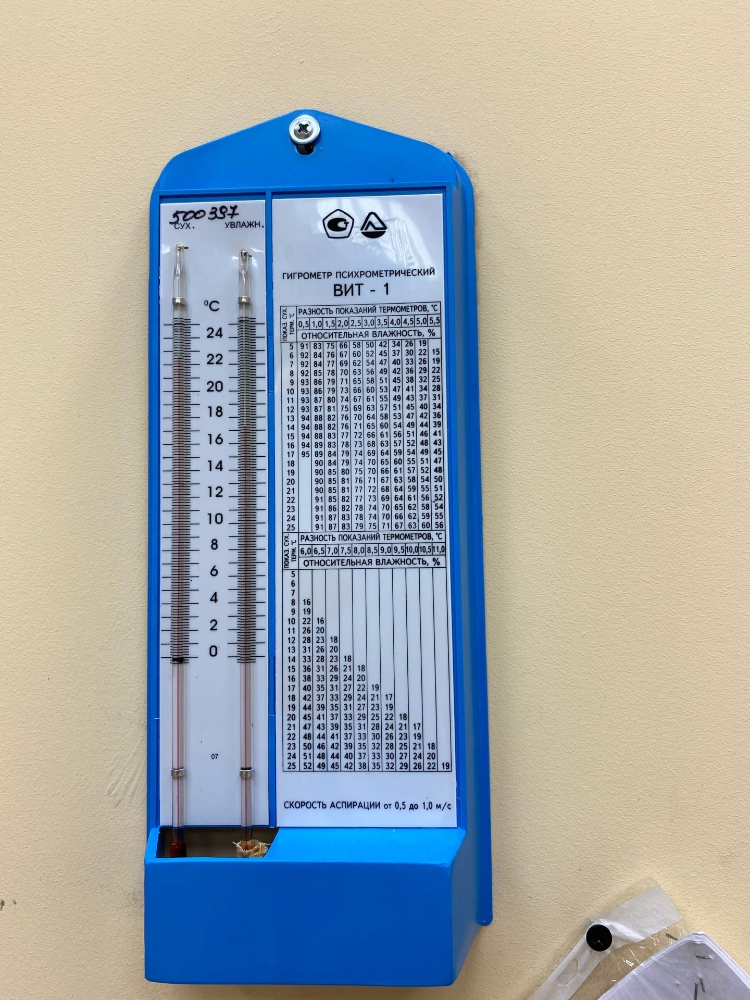 500397
СУХ. УВЛАЖН.
°C
24
22
20
18
16
14
12
10
8
6
4
2
0
07
СТ
ГИГРОМЕТР ПСИХРОМЕТРИЧЕСКИЙ
ВИТ - 1
ПОКАЗ. СУХ. ТЕРМ. °C
РАЗНОСТЬ ПОКАЗАНИЙ ТЕРМОМЕТРОВ, °C
0,5 1,0 1,5 2,0 2,5 3,0 3,5 4,0 4,5 5,0 5,5
ОТНОСИТЕЛЬНАЯ ВЛАЖНОСТЬ, %
5 91 83 75 66 58 50 42 34 26 19
6 92 84 76 67 60 52 45 37 30 22 15
7 92 84 77 69 62 54 47 40 33 26 19
8 92 85 78 70 63 56 49 42 36 29 22
9 93 86 79 71 65 58 51 45 38 32 25
10 93 86 79 73 66 60 53 47 41 34 28
11 93 87 80 74 67 61 55 49 43 37 31
12 93 87 81 75 69 63 57 51 45 40 34
13 94 88 82 76 70 64 58 53 47 42 36
14 94 88 82 76 71 65 60 54 49 44 39
15 94 88 83 77 72 66 61 56 51 46 41
16 94 89 83 78 73 68 63 57 52 48 43
17 95 89 84 79 74 69 64 59 54 49 45
18 90 84 79 74 70 65 60 55 51 47
19 90 85 80 75 70 66 61 57 52 48
20 90 85 81 76 71 67 63 58 54 50
21 90 85 81 77 72 68 64 59 55 51
22 91 85 82 77 73 69 64 61 56 52
23 91 86 82 78 74 70 65 62 58 54
24 91 87 83 78 74 70 66 62 59 55
25 91 87 83 79 75 71 67 63 60 56
ПОКАЗ. СУХ. ТЕРМ. °C
РАЗНОСТЬ ПОКАЗАНИЙ ТЕРМОМЕТРОВ, °C
6,0 6,5 7,0 7,5 8,0 8,5 9,0 9,5 10,0 10,5 11,0
ОТНОСИТЕЛЬНАЯ ВЛАЖНОСТЬ, %
5
6
7
8 16
9 19
10 22 16
11 26 20
12 28 23 18
13 31 26 20
14 33 28 23 18
15 36 31 26 21 18
16 38 33 29 24 20
17 40 35 31 27 22 19
18 42 37 33 29 24 21 17
19 44 39 35 31 27 23 19
20 45 41 37 33 29 25 22 18
21 47 43 39 35 31 28 24 21 17
22 48 44 41 37 33 30 26 23 19
23 50 46 42 39 35 32 28 25 21 18
24 51 48 44 40 37 33 30 27 24 20
25 52 49 45 42 38 35 32 29 26 22 19
СКОРОСТЬ АСПИРАЦИИ от 0,5 до 1,0 м/с